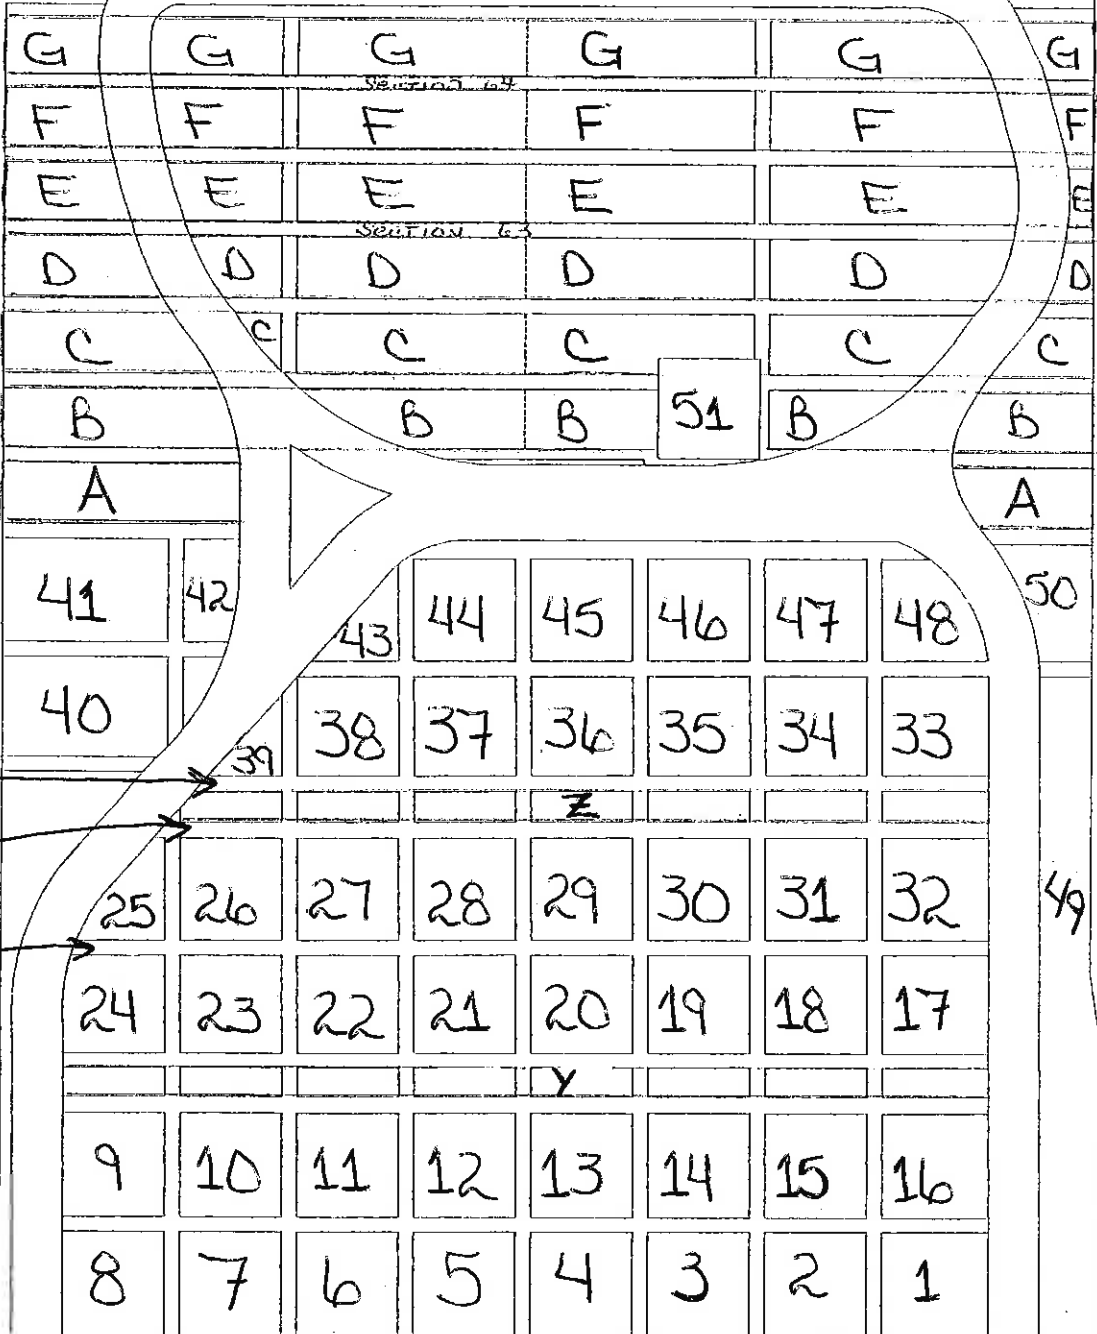 G G G G G G
Section 64
F F F F F F
E E E E E E
Section 63
D D D D D D
C C C C C C
B B B 51 B B
A A
41 42 43 44 45 46 47 48 50
40 39 38 37 36 35 34 33
Z
25 26 27 28 29 30 31 32 49
24 23 22 21 20 19 18 17
Y
9 10 11 12 13 14 15 16
8 7 6 5 4 3 2 1